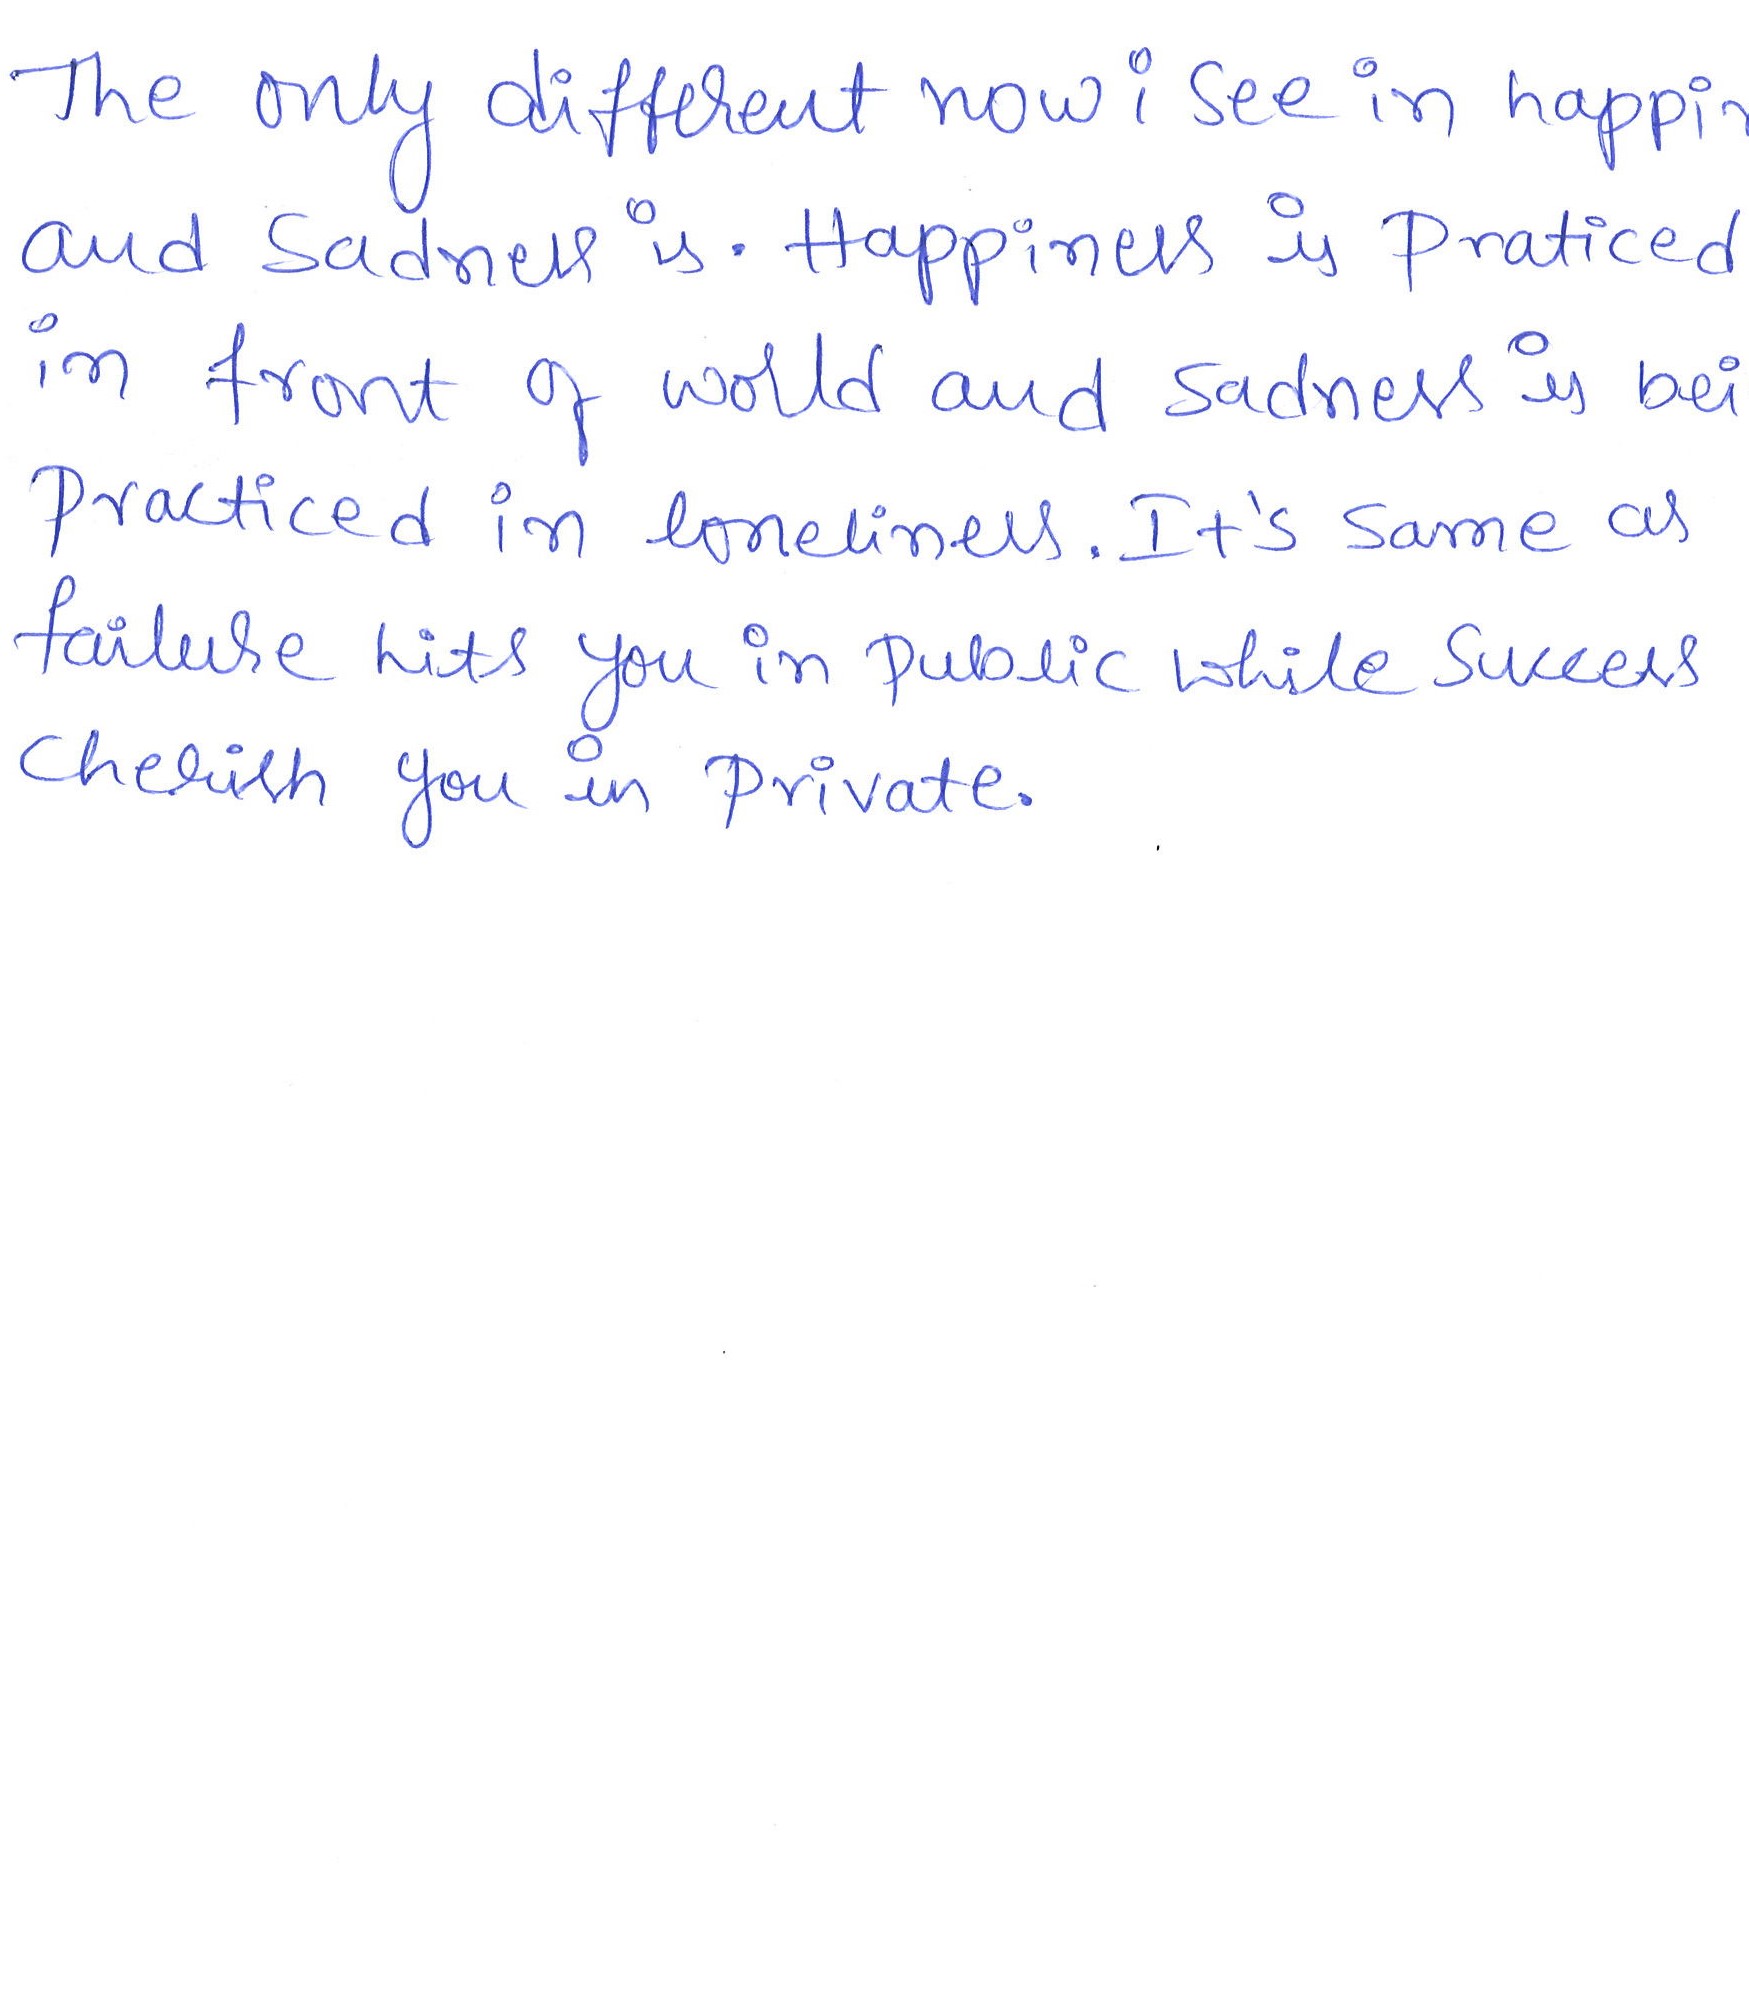 The only different now i see in happin
and Sadness is. Happiness is Praticed
in front of world and sadness is bei
Practiced in loneliness. It's same as
failure hits you in Public while Success
Cherish you in Private.